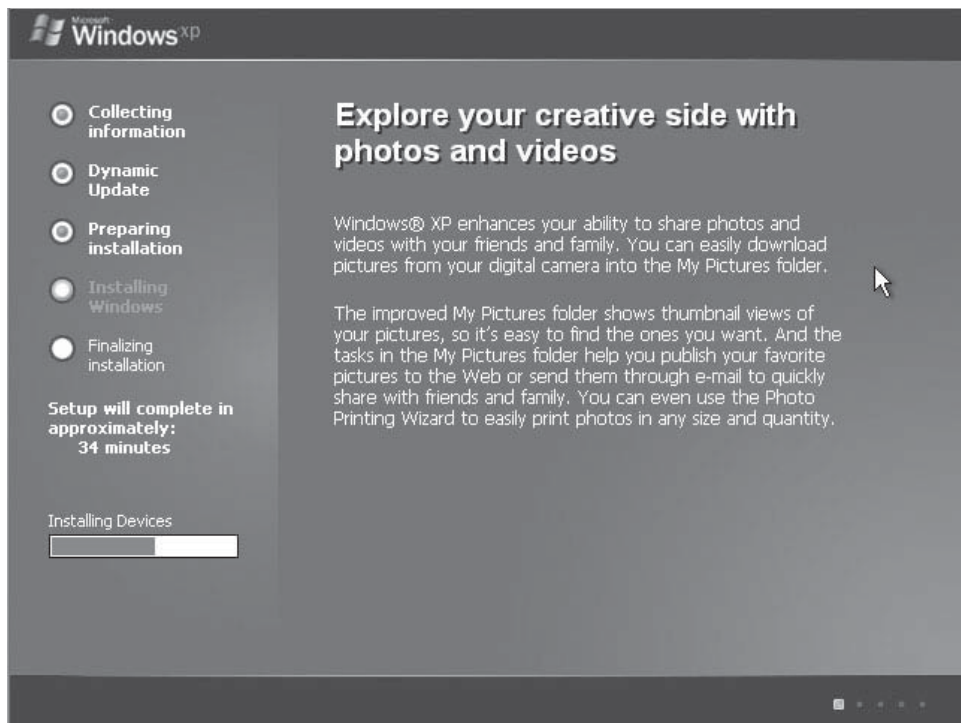 Microsoft
Windows xp
Collecting
information
Dynamic
Update
Preparing
installation
Installing
Windows
Finalizing
installation
Setup will complete in
approximately:
34 minutes
Installing Devices
Explore your creative side with
photos and videos
Windows® XP enhances your ability to share photos and
videos with your friends and family. You can easily download
pictures from your digital camera into the My Pictures folder.
The improved My Pictures folder shows thumbnail views of
your pictures, so it's easy to find the ones you want. And the
tasks in the My Pictures folder help you publish your favorite
pictures to the Web or send them through e-mail to quickly
share with friends and family. You can even use the Photo
Printing Wizard to easily print photos in any size and quantity.